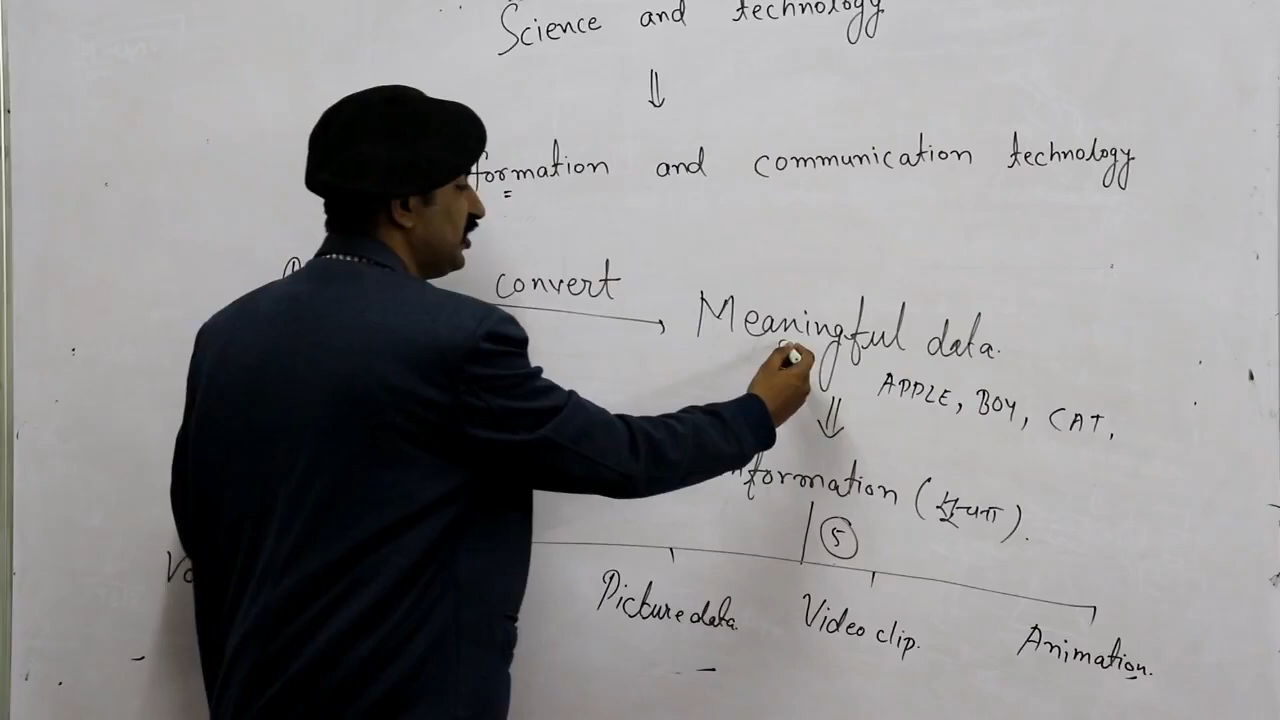 Science and technology
⇓
formation and communication technology
convert
Meaningful data.
APPLE, BOY, CAT,
⇓
formation (सूचना).
5
Picture data. Video clip. Animation.